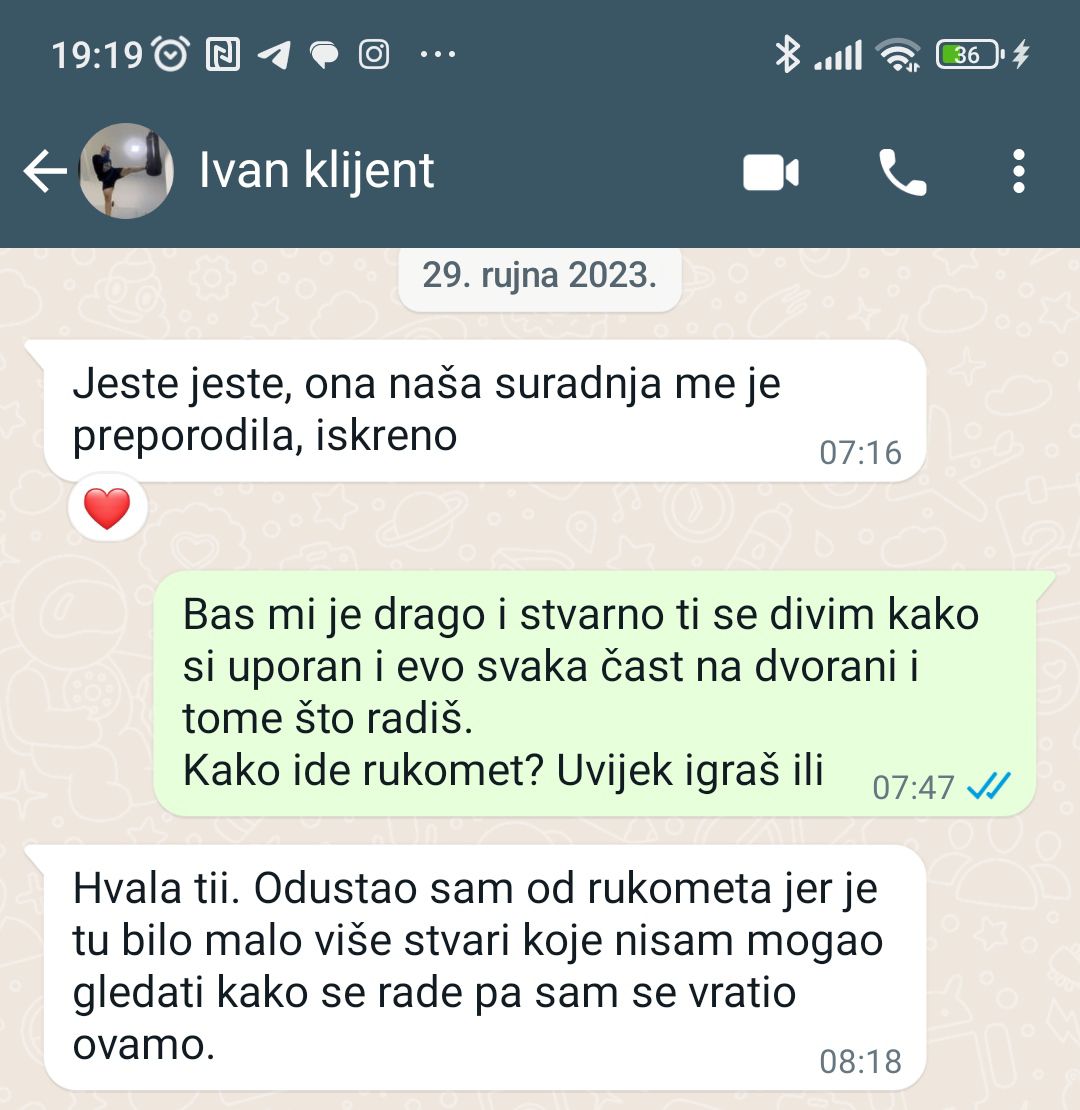 19:19
36
Ivan klijent
29. rujna 2023.
Jeste jeste, ona naša suradnja me je
preporodila, iskreno
07:16
Bas mi je drago i stvarno ti se divim kako
si uporan i evo svaka čast na dvorani i
tome što radiš.
Kako ide rukomet? Uvijek igraš ili
07:47
Hvala tii. Odustao sam od rukometa jer je
tu bilo malo više stvari koje nisam mogao
gledati kako se rade pa sam se vratio
ovamo.
08:18